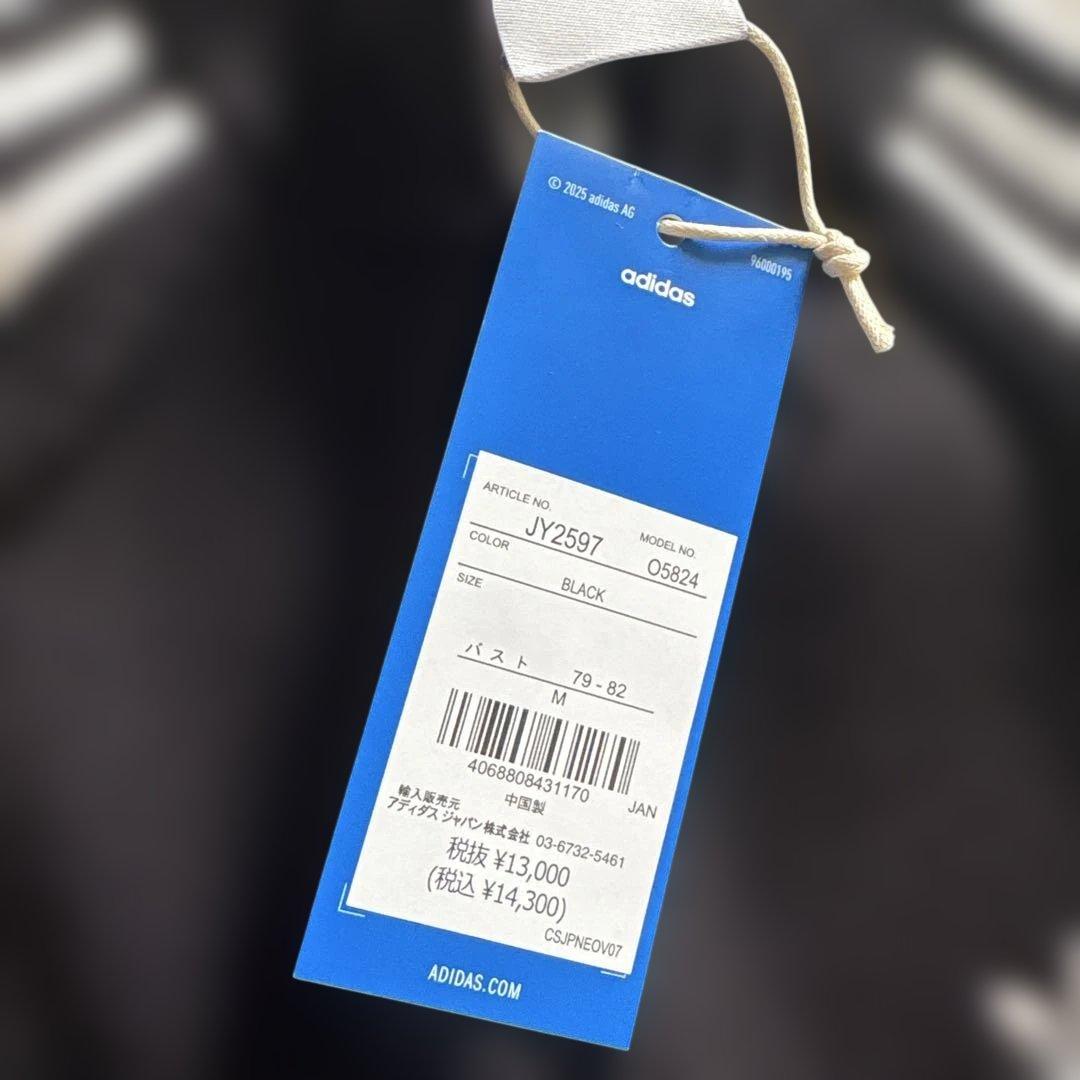 © 2025 adidas AG
96000195
adidas
ARTICLE NO.
JY2597
MODEL NO.
O5824
COLOR
BLACK
SIZE
バスト 79 - 82
M
4068808431170
JAN
中国製
輸入販売元
アディダス ジャパン株式会社 03-6732-5461
税抜 ¥13,000
(税込 ¥14,300)
CSJPNEOV07
ADIDAS.COM